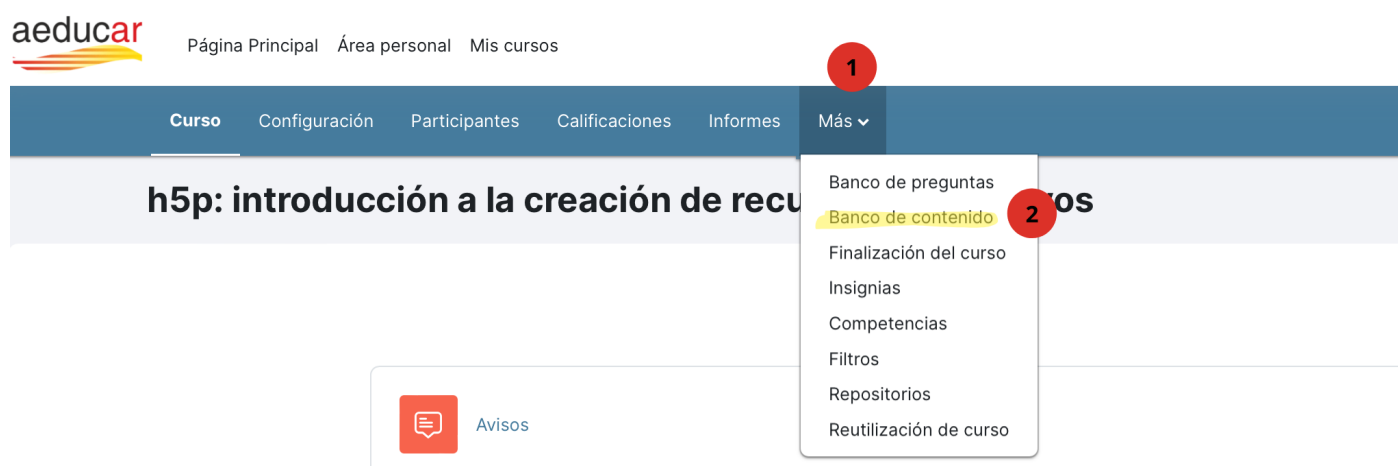 aeducar
Página Principal Área personal Mis cursos
1
Curso Configuración Participantes Calificaciones Informes Más
h5p: introducción a la creación de recu os
Banco de preguntas
Banco de contenido 2
Finalización del curso
Insignias
Competencias
Filtros
Repositorios
Reutilización de curso
Avisos